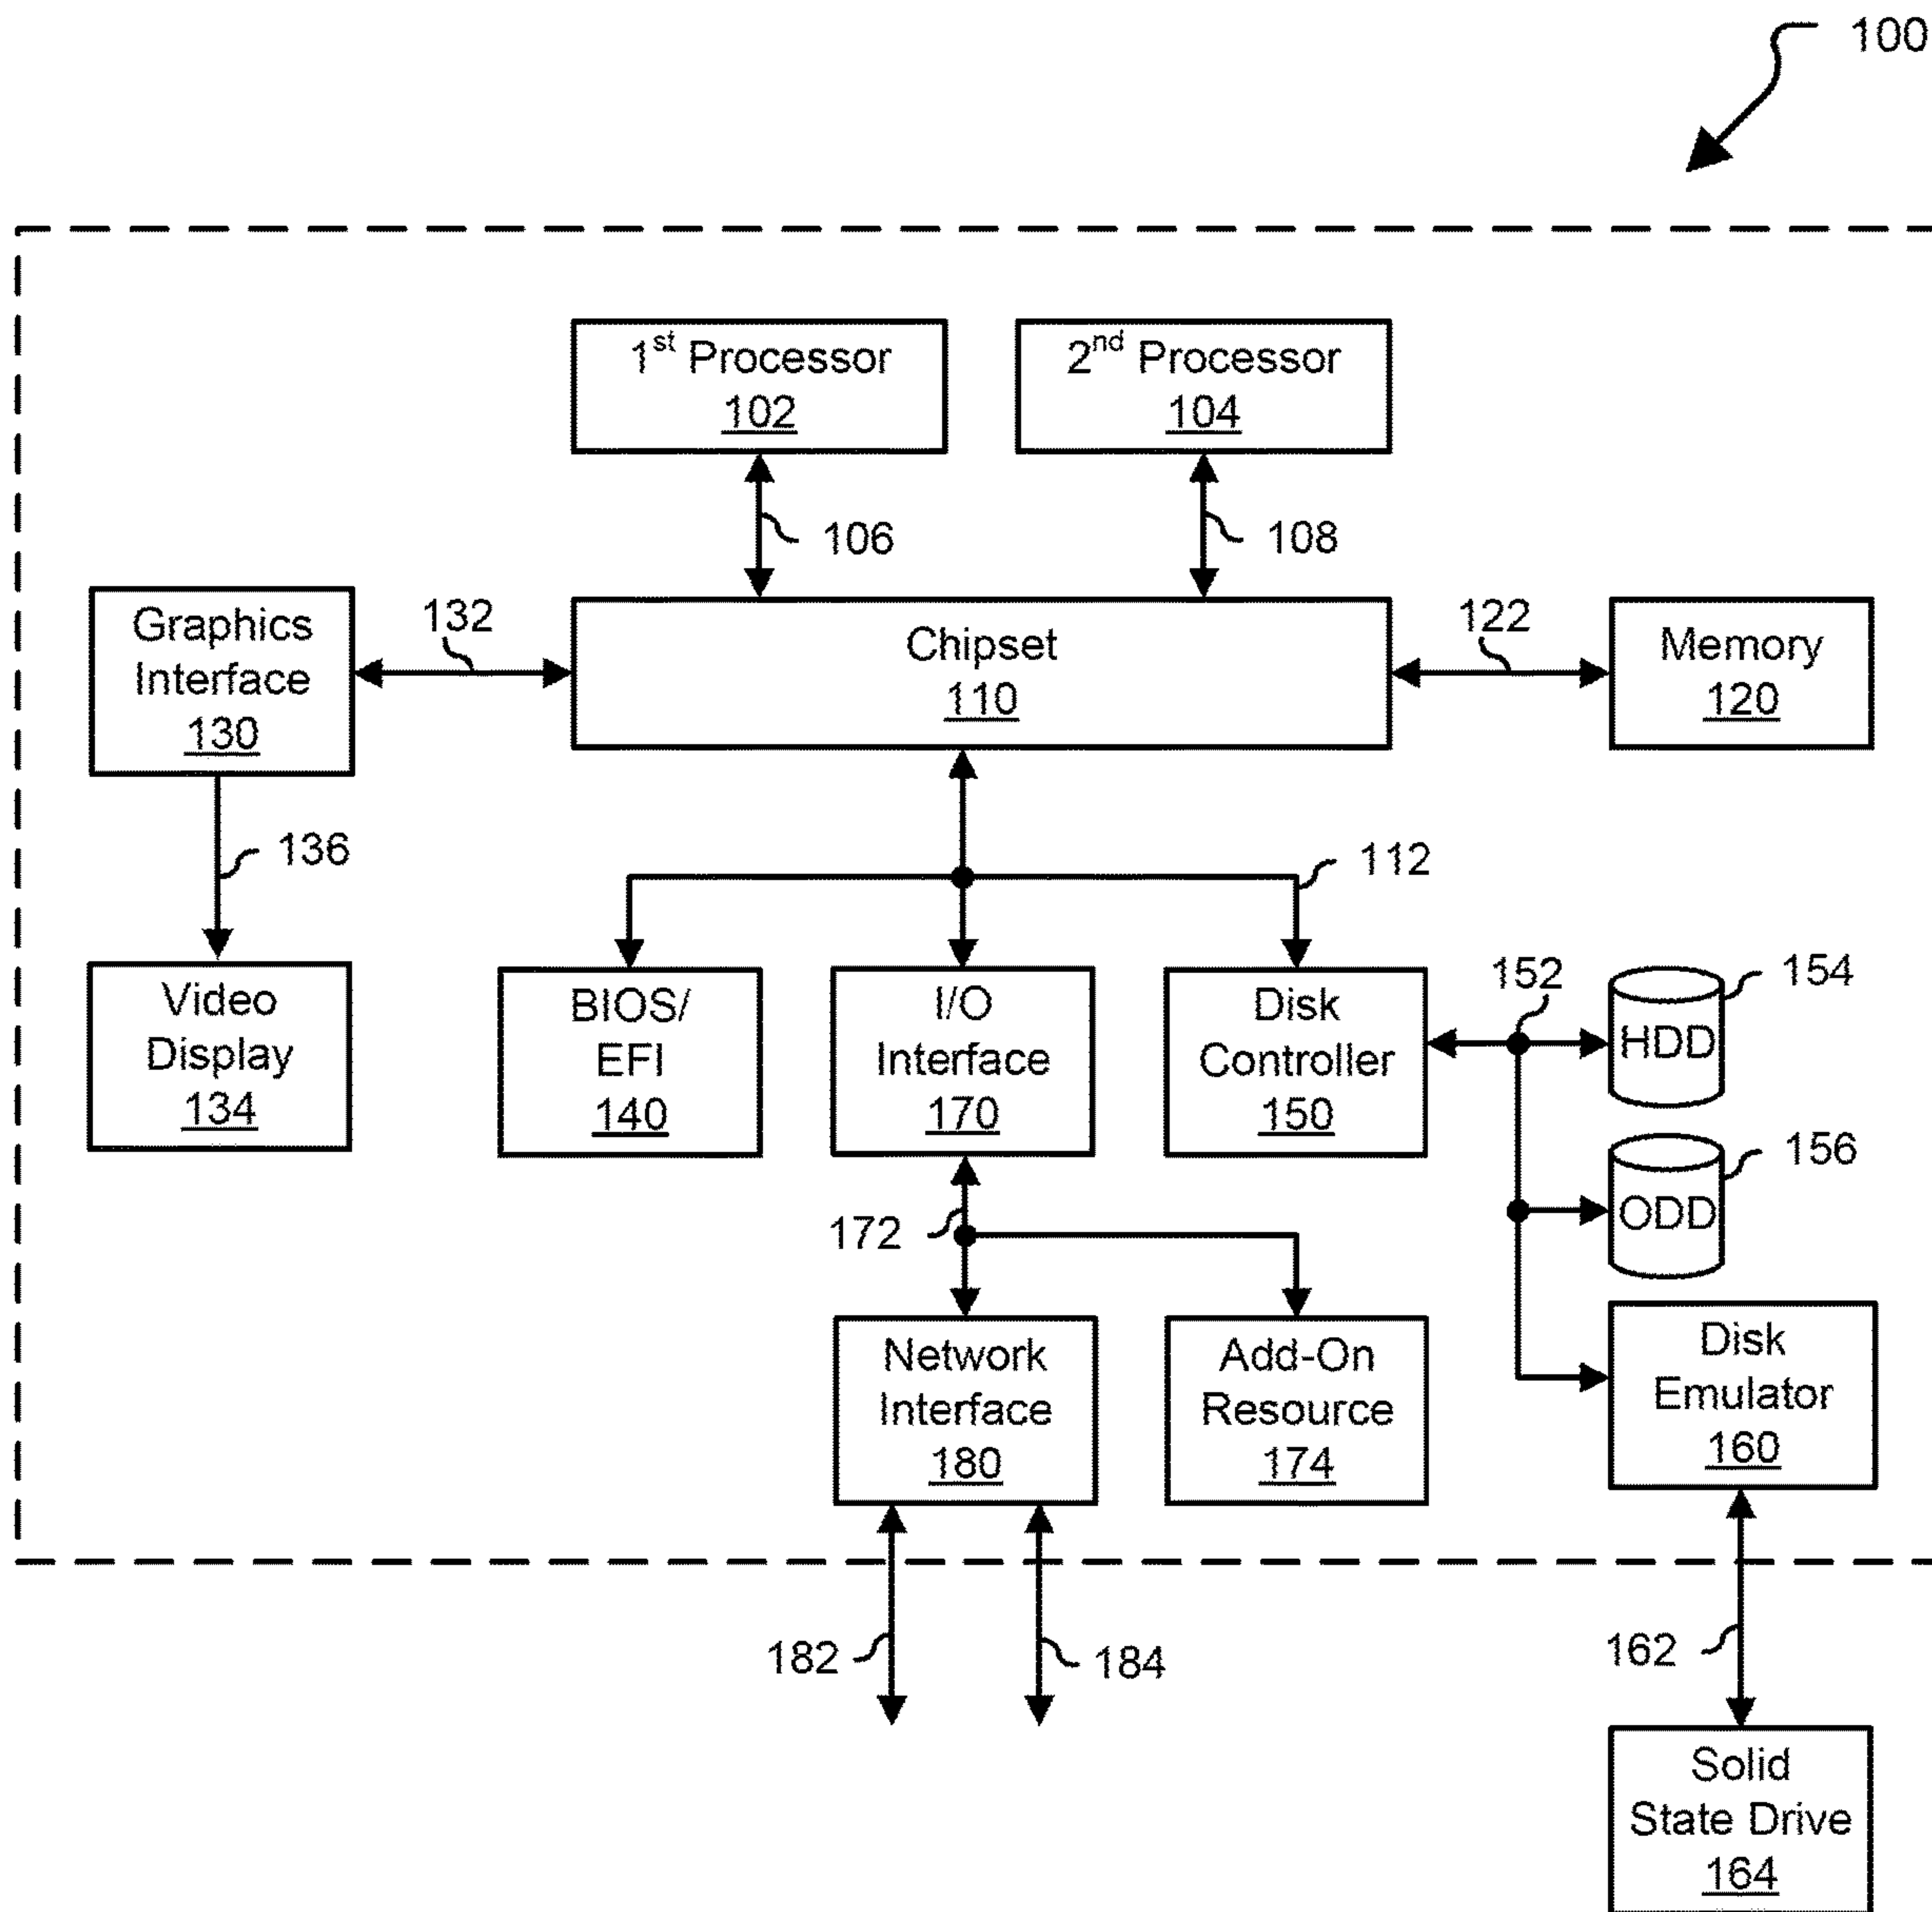 100
1st Processor
102
2nd Processor
104
106
108
Graphics
Interface
130
132
Chipset
110
122
Memory
120
136
112
Video
Display
134
BIOS/
EFI
140
I/O
Interface
170
Disk
Controller
150
152
HDD
154
ODD
156
172
Network
Interface
180
Add-On
Resource
174
Disk
Emulator
160
182
184
162
Solid
State Drive
164